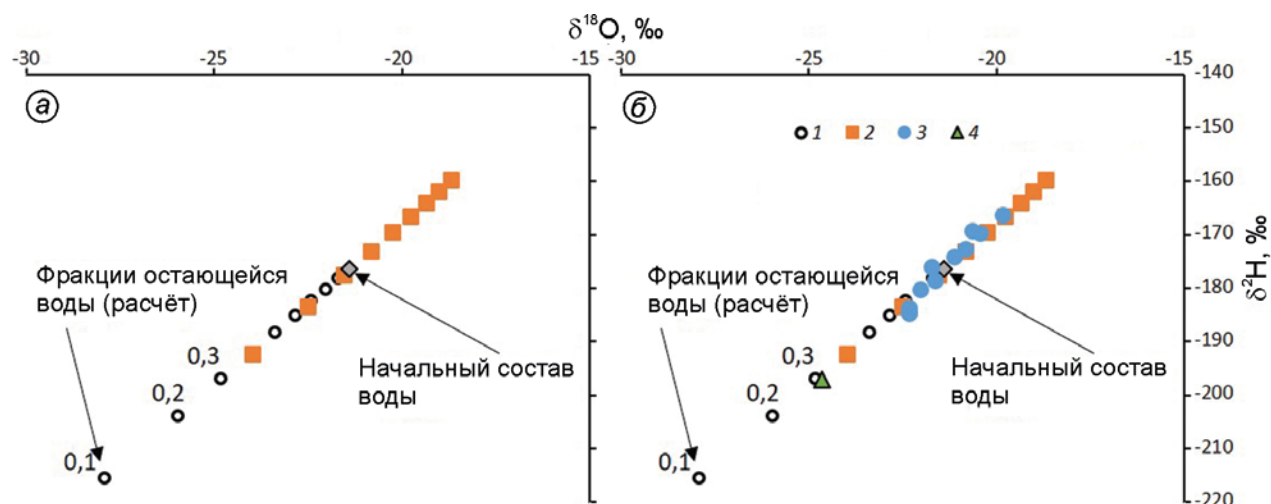 δ¹⁸O, ‰
-30 -25 -20 -15
а
Фракции остающейся
воды (расчёт)
0,3
0,2
0,1
Начальный состав
воды
-30 -25 -20 -15
б
1 2 3 4
Фракции остающейся
воды (расчёт)
0,3
0,2
0,1
Начальный состав
воды
-140
-150
-160
-170
-180
-190
-200
-210
-220
δ²H, ‰